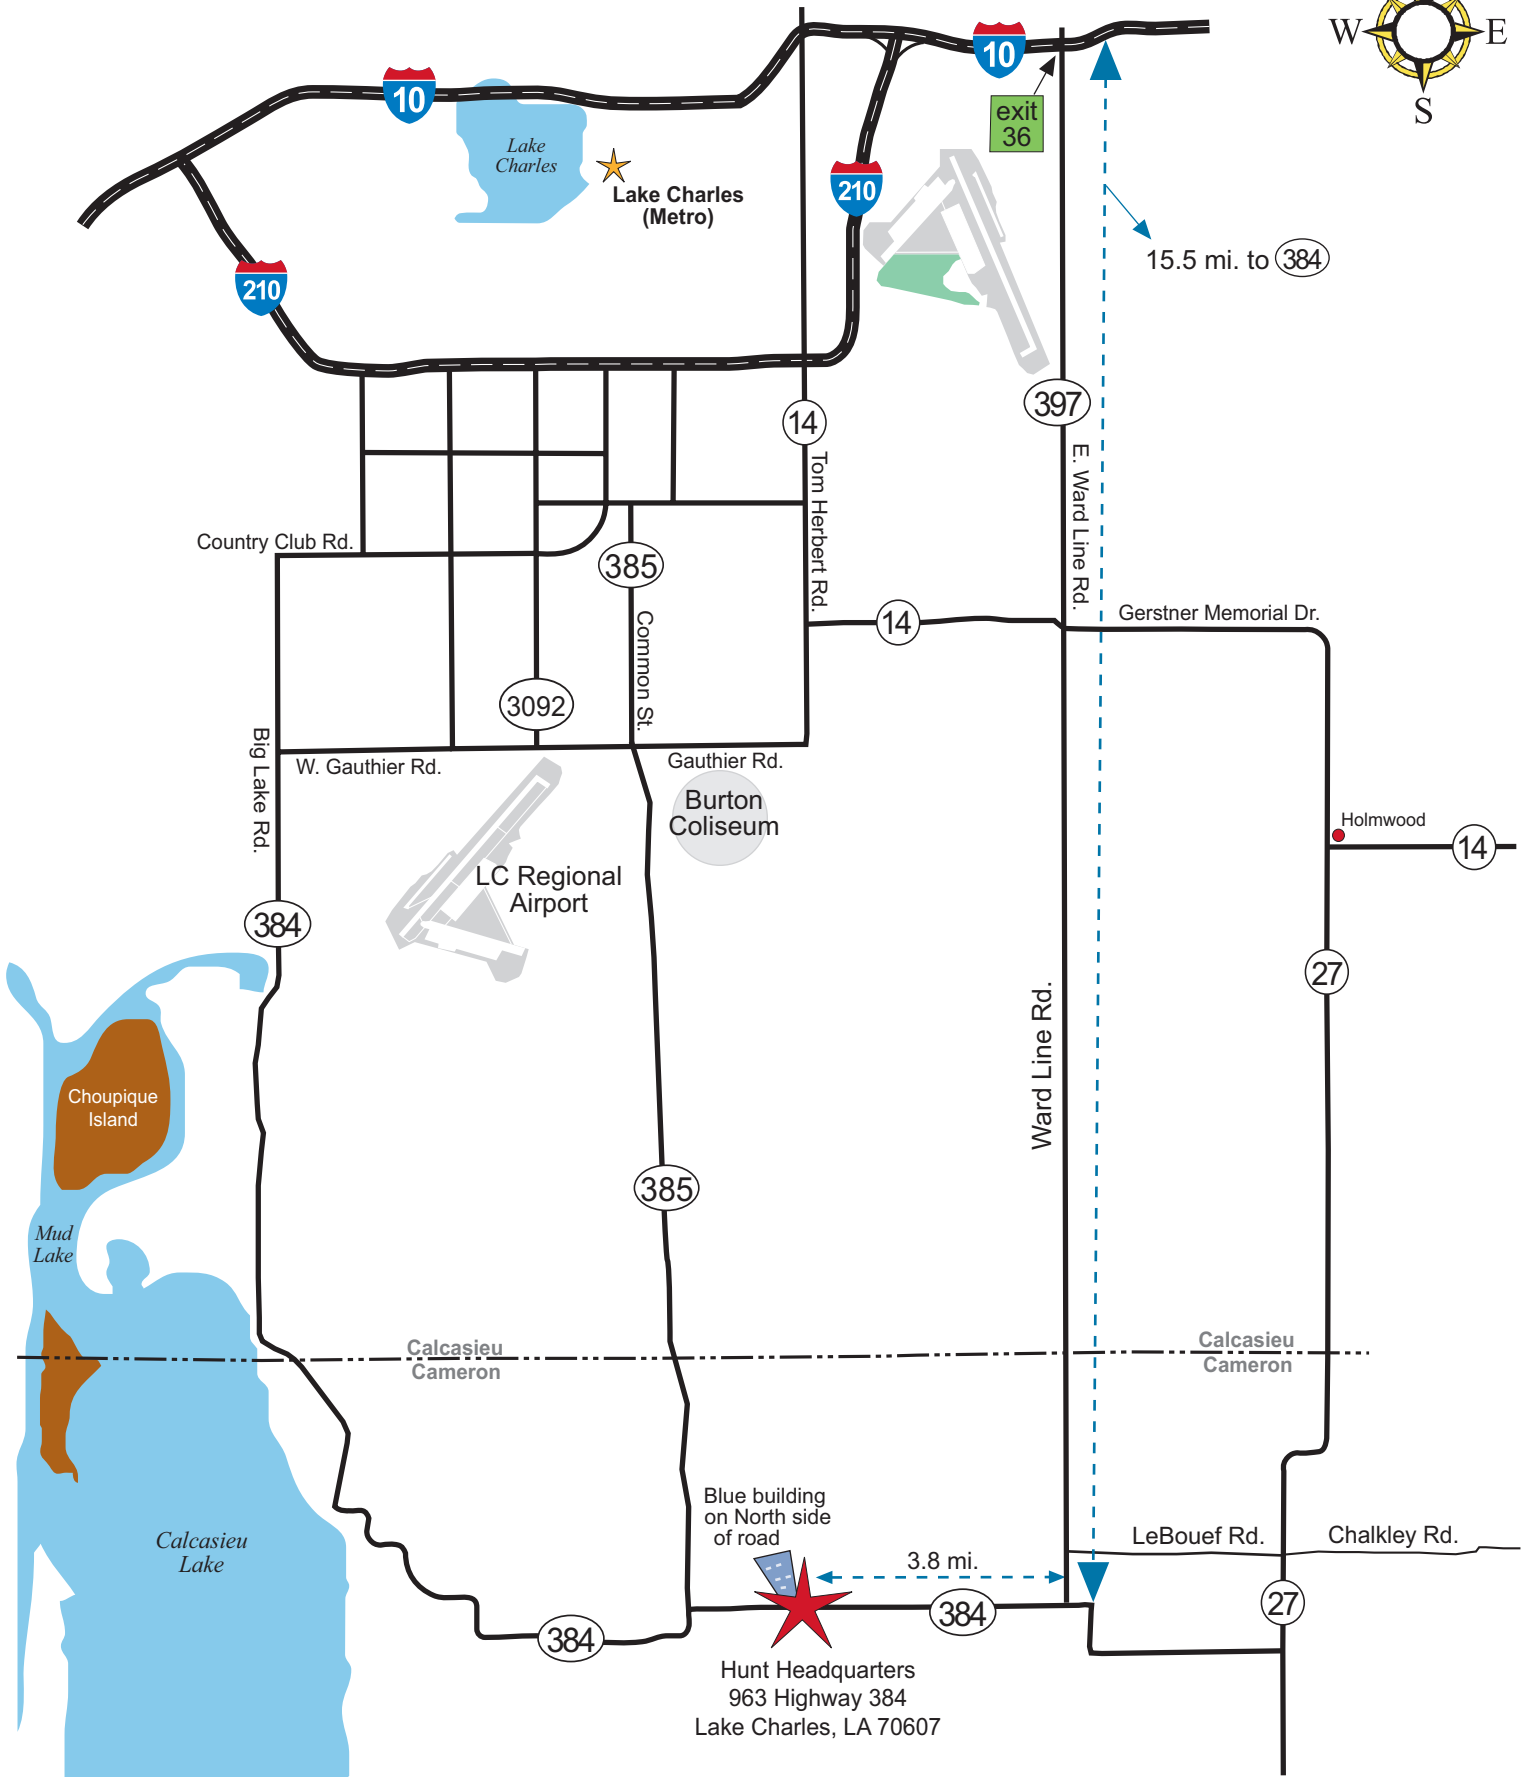 W
E
S
10
10
exit
36
Lake
Charles
Lake Charles
(Metro)
210
210
15.5 mi. to 384
397
14
Tom Herbert Rd.
E. Ward Line Rd.
Country Club Rd.
385
Common St.
14
Gerstner Memorial Dr.
3092
Big Lake Rd.
W. Gauthier Rd.
Gauthier Rd.
Burton
Coliseum
Holmwood
14
LC Regional
Airport
384
27
Ward Line Rd.
Choupique
Island
385
Mud
Lake
Calcasieu
Cameron
Calcasieu
Cameron
Blue building
on North side
of road
Calcasieu
Lake
LeBouef Rd.
Chalkley Rd.
3.8 mi.
384
27
384
Hunt Headquarters
963 Highway 384
Lake Charles, LA 70607